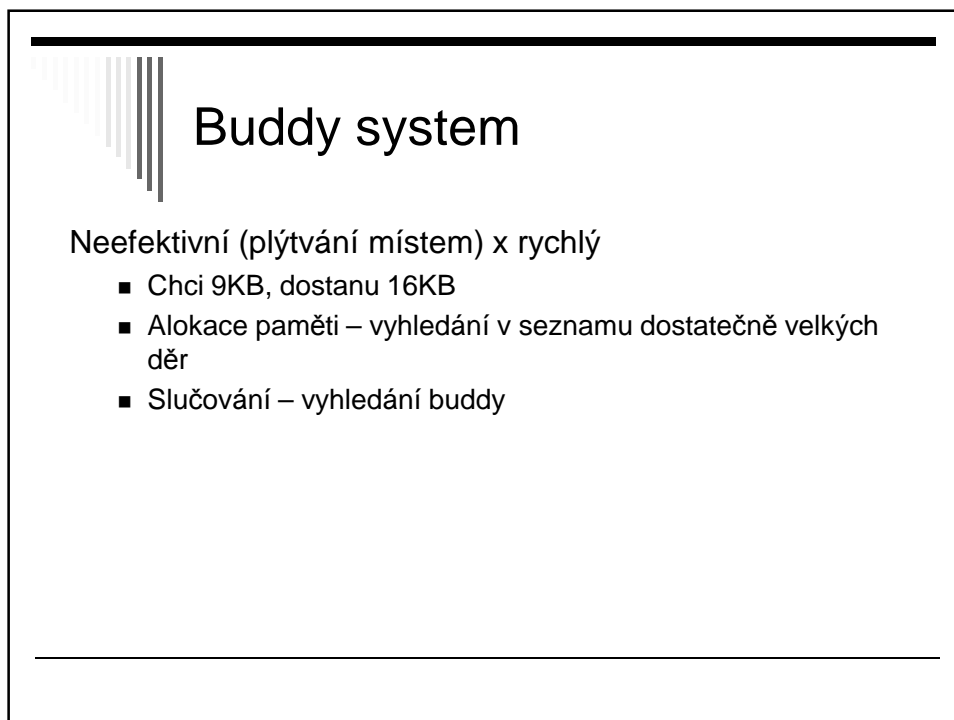 Buddy system
Neefektivní (plýtvání místem) x rychlý
■ Chci 9KB, dostanu 16KB
■ Alokace paměti – vyhledání v seznamu dostatečně velkých
děr
■ Slučování – vyhledání buddy